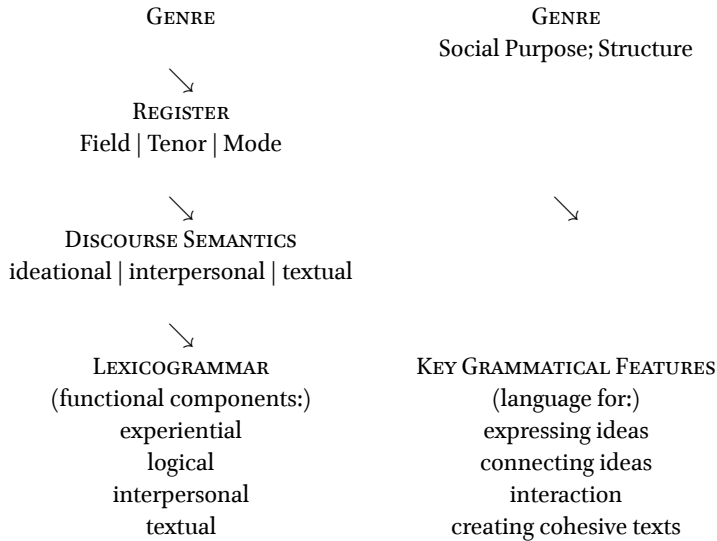 GENRE
↘
REGISTER
Field | Tenor | Mode
↘
DISCOURSE SEMANTICS
ideational | interpersonal | textual
↘
LEXICOGRAMMAR
(functional components:)
experiential
logical
interpersonal
textual
GENRE
Social Purpose; Structure
↘
KEY GRAMMATICAL FEATURES
(language for:)
expressing ideas
connecting ideas
interaction
creating cohesive texts